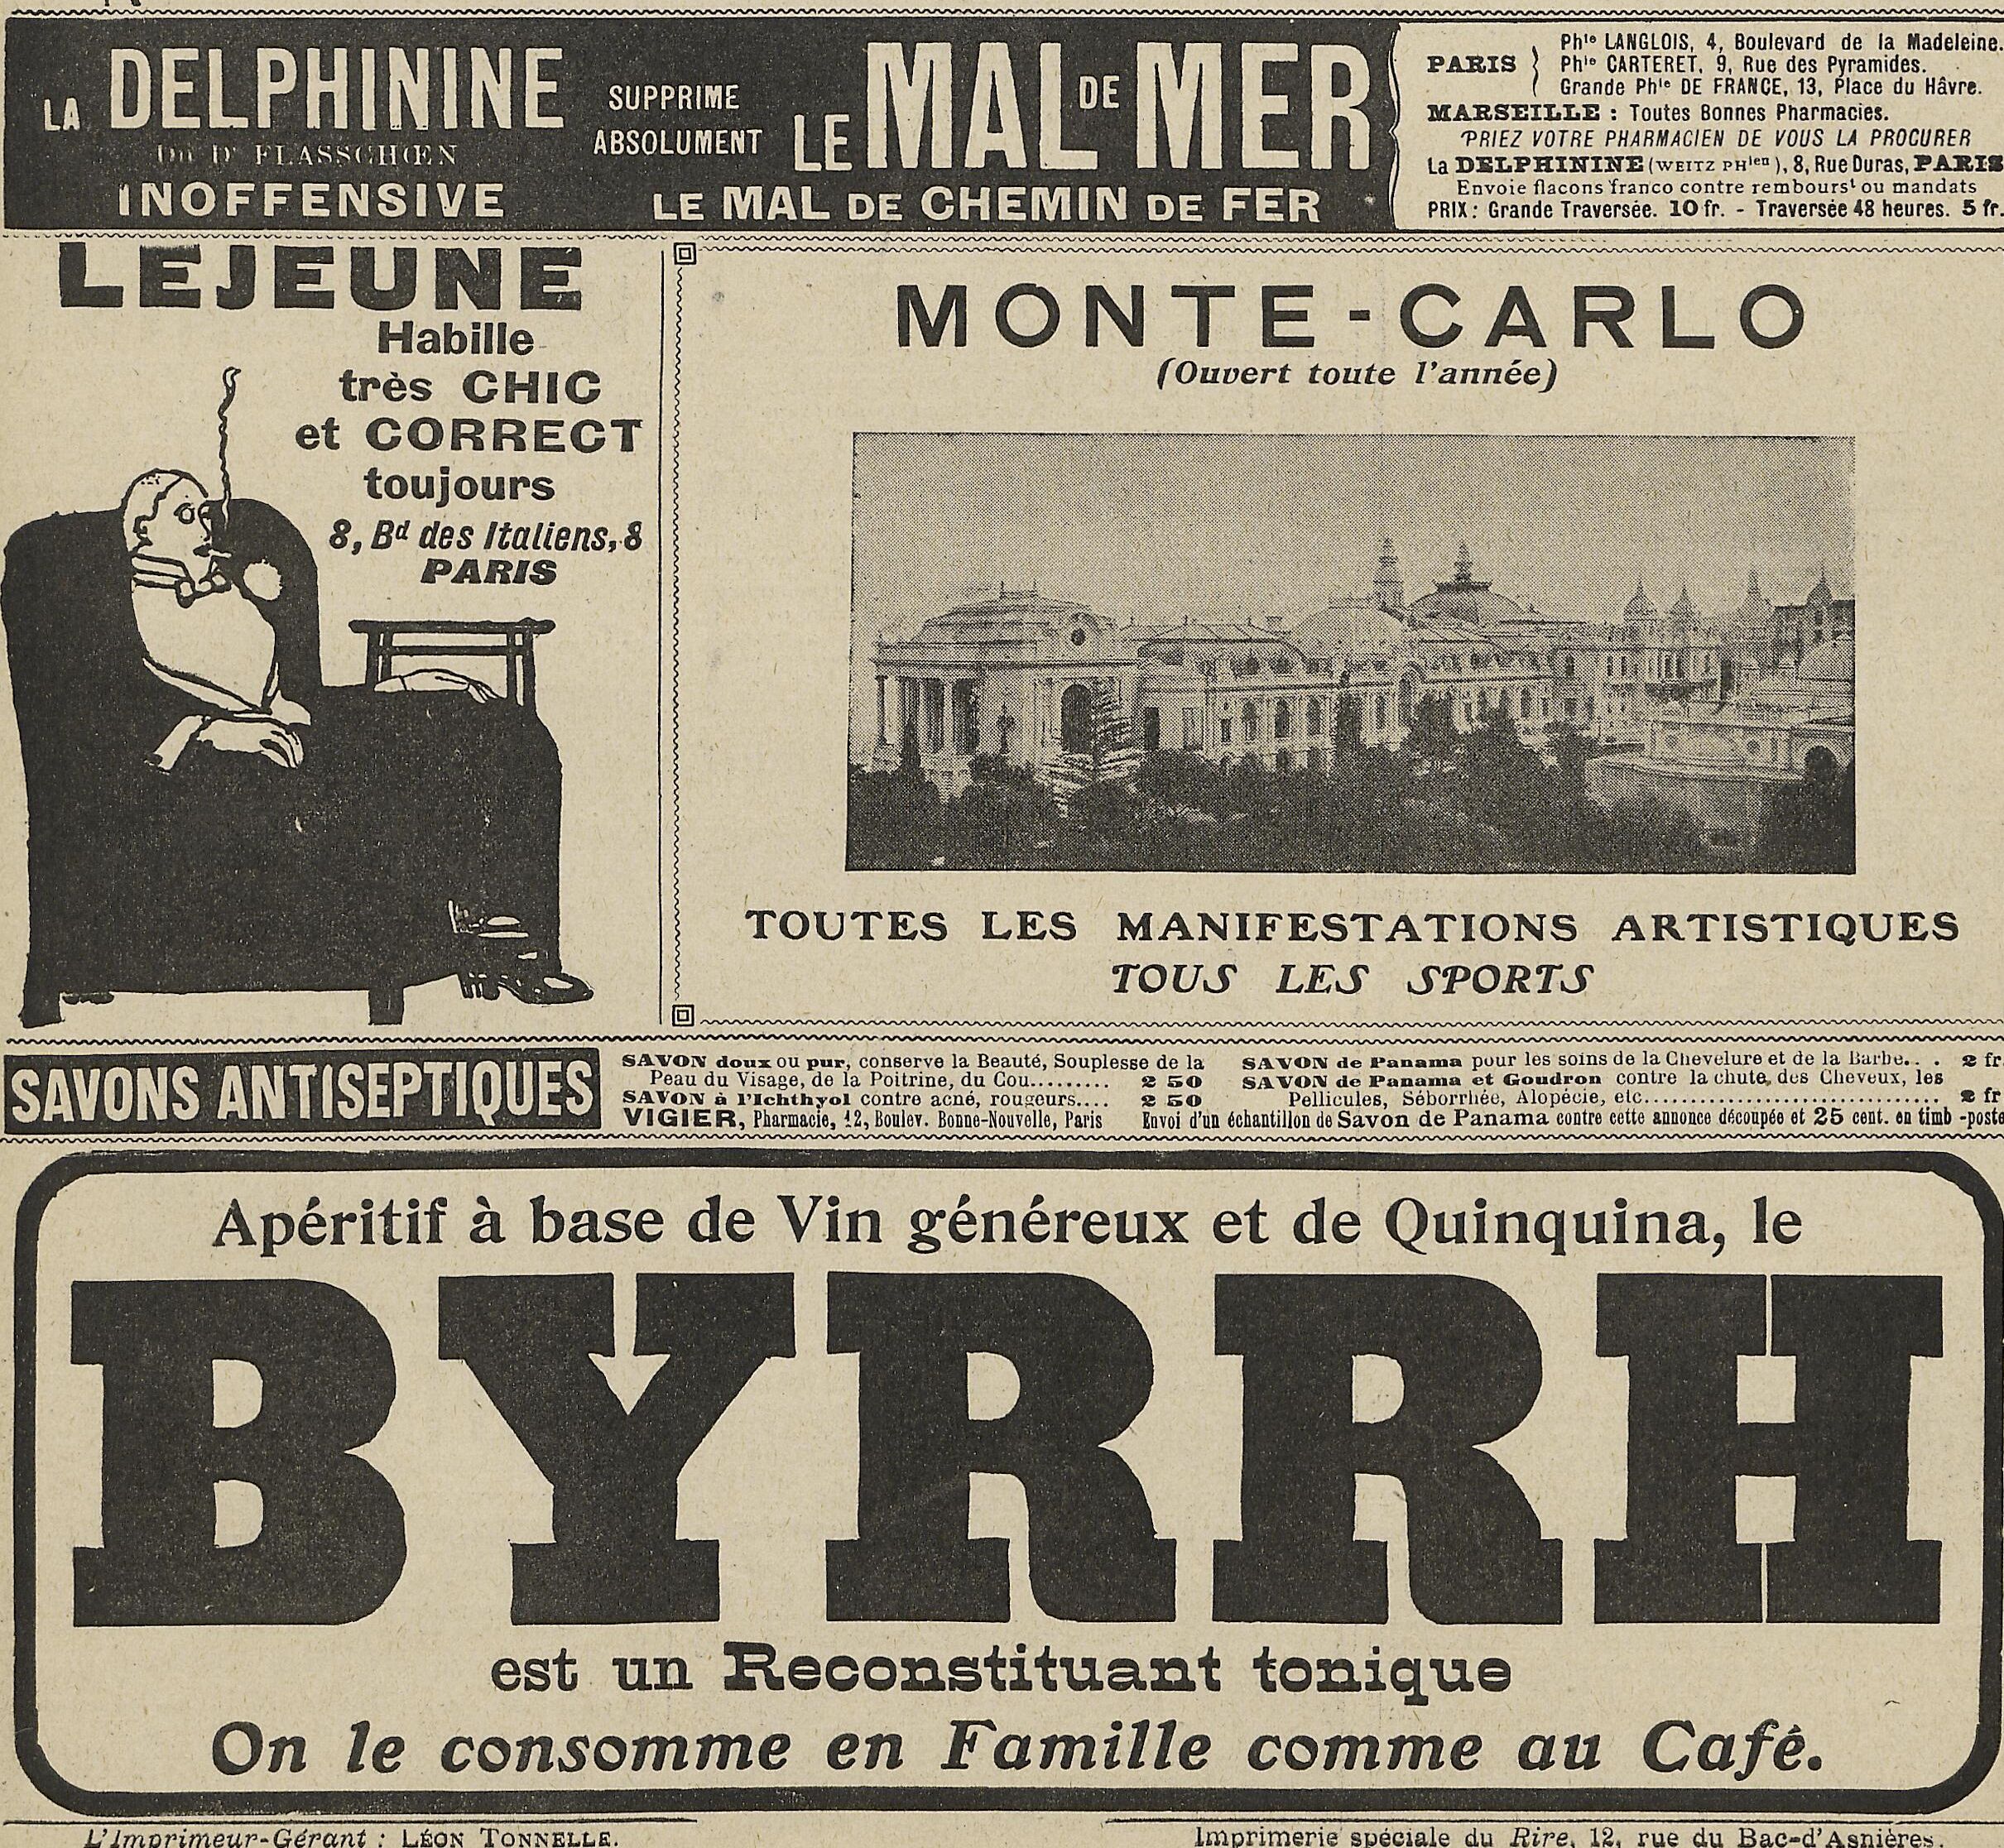 LA DELPHININE
DU Dr FLASSCHŒN
INOFFENSIVE
SUPPRIME
ABSOLUMENT
LE MAL DE MER
LE MAL DE CHEMIN DE FER
PARIS
Phie LANGLOIS, 4, Boulevard de la Madeleine.
Phie CARTERET, 9, Rue des Pyramides.
Grande Phie DE FRANCE, 13, Place du Hâvre.
MARSEILLE : Toutes Bonnes Pharmacies.
PRIEZ VOTRE PHARMACIEN DE VOUS LA PROCURER
La DELPHININE (WEITZ PHien), 8, Rue Duras, PARIS
Envoie flacons franco contre rembourst ou mandats
PRIX : Grande Traversée. 10 fr. - Traversée 48 heures. 5 fr.
LEJEUNE
Habille
très CHIC
et CORRECT
toujours
8, Bd des Italiens, 8
PARIS
MONTE-CARLO
(Ouvert toute l'année)
TOUTES LES MANIFESTATIONS ARTISTIQUES
TOUS LES SPORTS
SAVONS ANTISEPTIQUES
SAVON doux ou pur, conserve la Beauté, Souplesse de la
Peau du Visage, de la Poitrine, du Cou......... 2 50
SAVON à l'Ichthyol contre acné, rougeurs.... 2 50
VIGIER, Pharmacie, 12, Boulev. Bonne-Nouvelle, Paris
SAVON de Panama pour les soins de la Chevelure et de la Barbe... . 2 fr.
SAVON de Panama et Goudron contre la chute des Cheveux, les
Pellicules, Séborrhée, Alopécie, etc................................ 2 fr
Envoi d'un échantillon de Savon de Panama contre cette annonce découpée et 25 cent. en timb -poste
Apéritif à base de Vin généreux et de Quinquina, le
BYRRH
est un Reconstituant tonique
On le consomme en Famille comme au Café.
L'Imprimeur-Gérant : LÉON TONNELLE.
Imprimerie spéciale du Rire, 12, rue du Bac-d'Asnières.